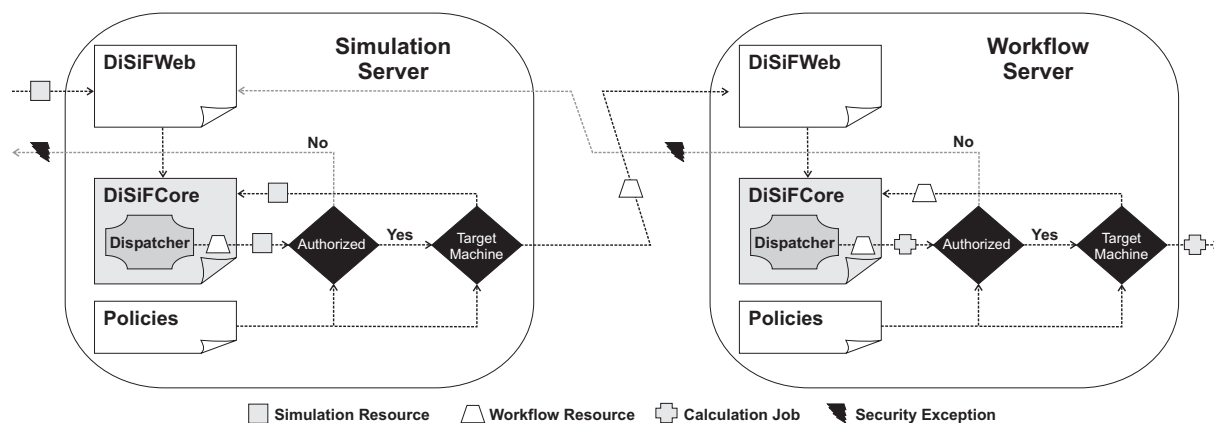 Simulation
Server
DiSiFWeb
No
DiSiFCore
Dispatcher
Authorized
Yes
Target
Machine
Policies
Workflow
Server
DiSiFWeb
No
DiSiFCore
Dispatcher
Authorized
Yes
Target
Machine
Policies
Simulation Resource
Workflow Resource
Calculation Job
Security Exception